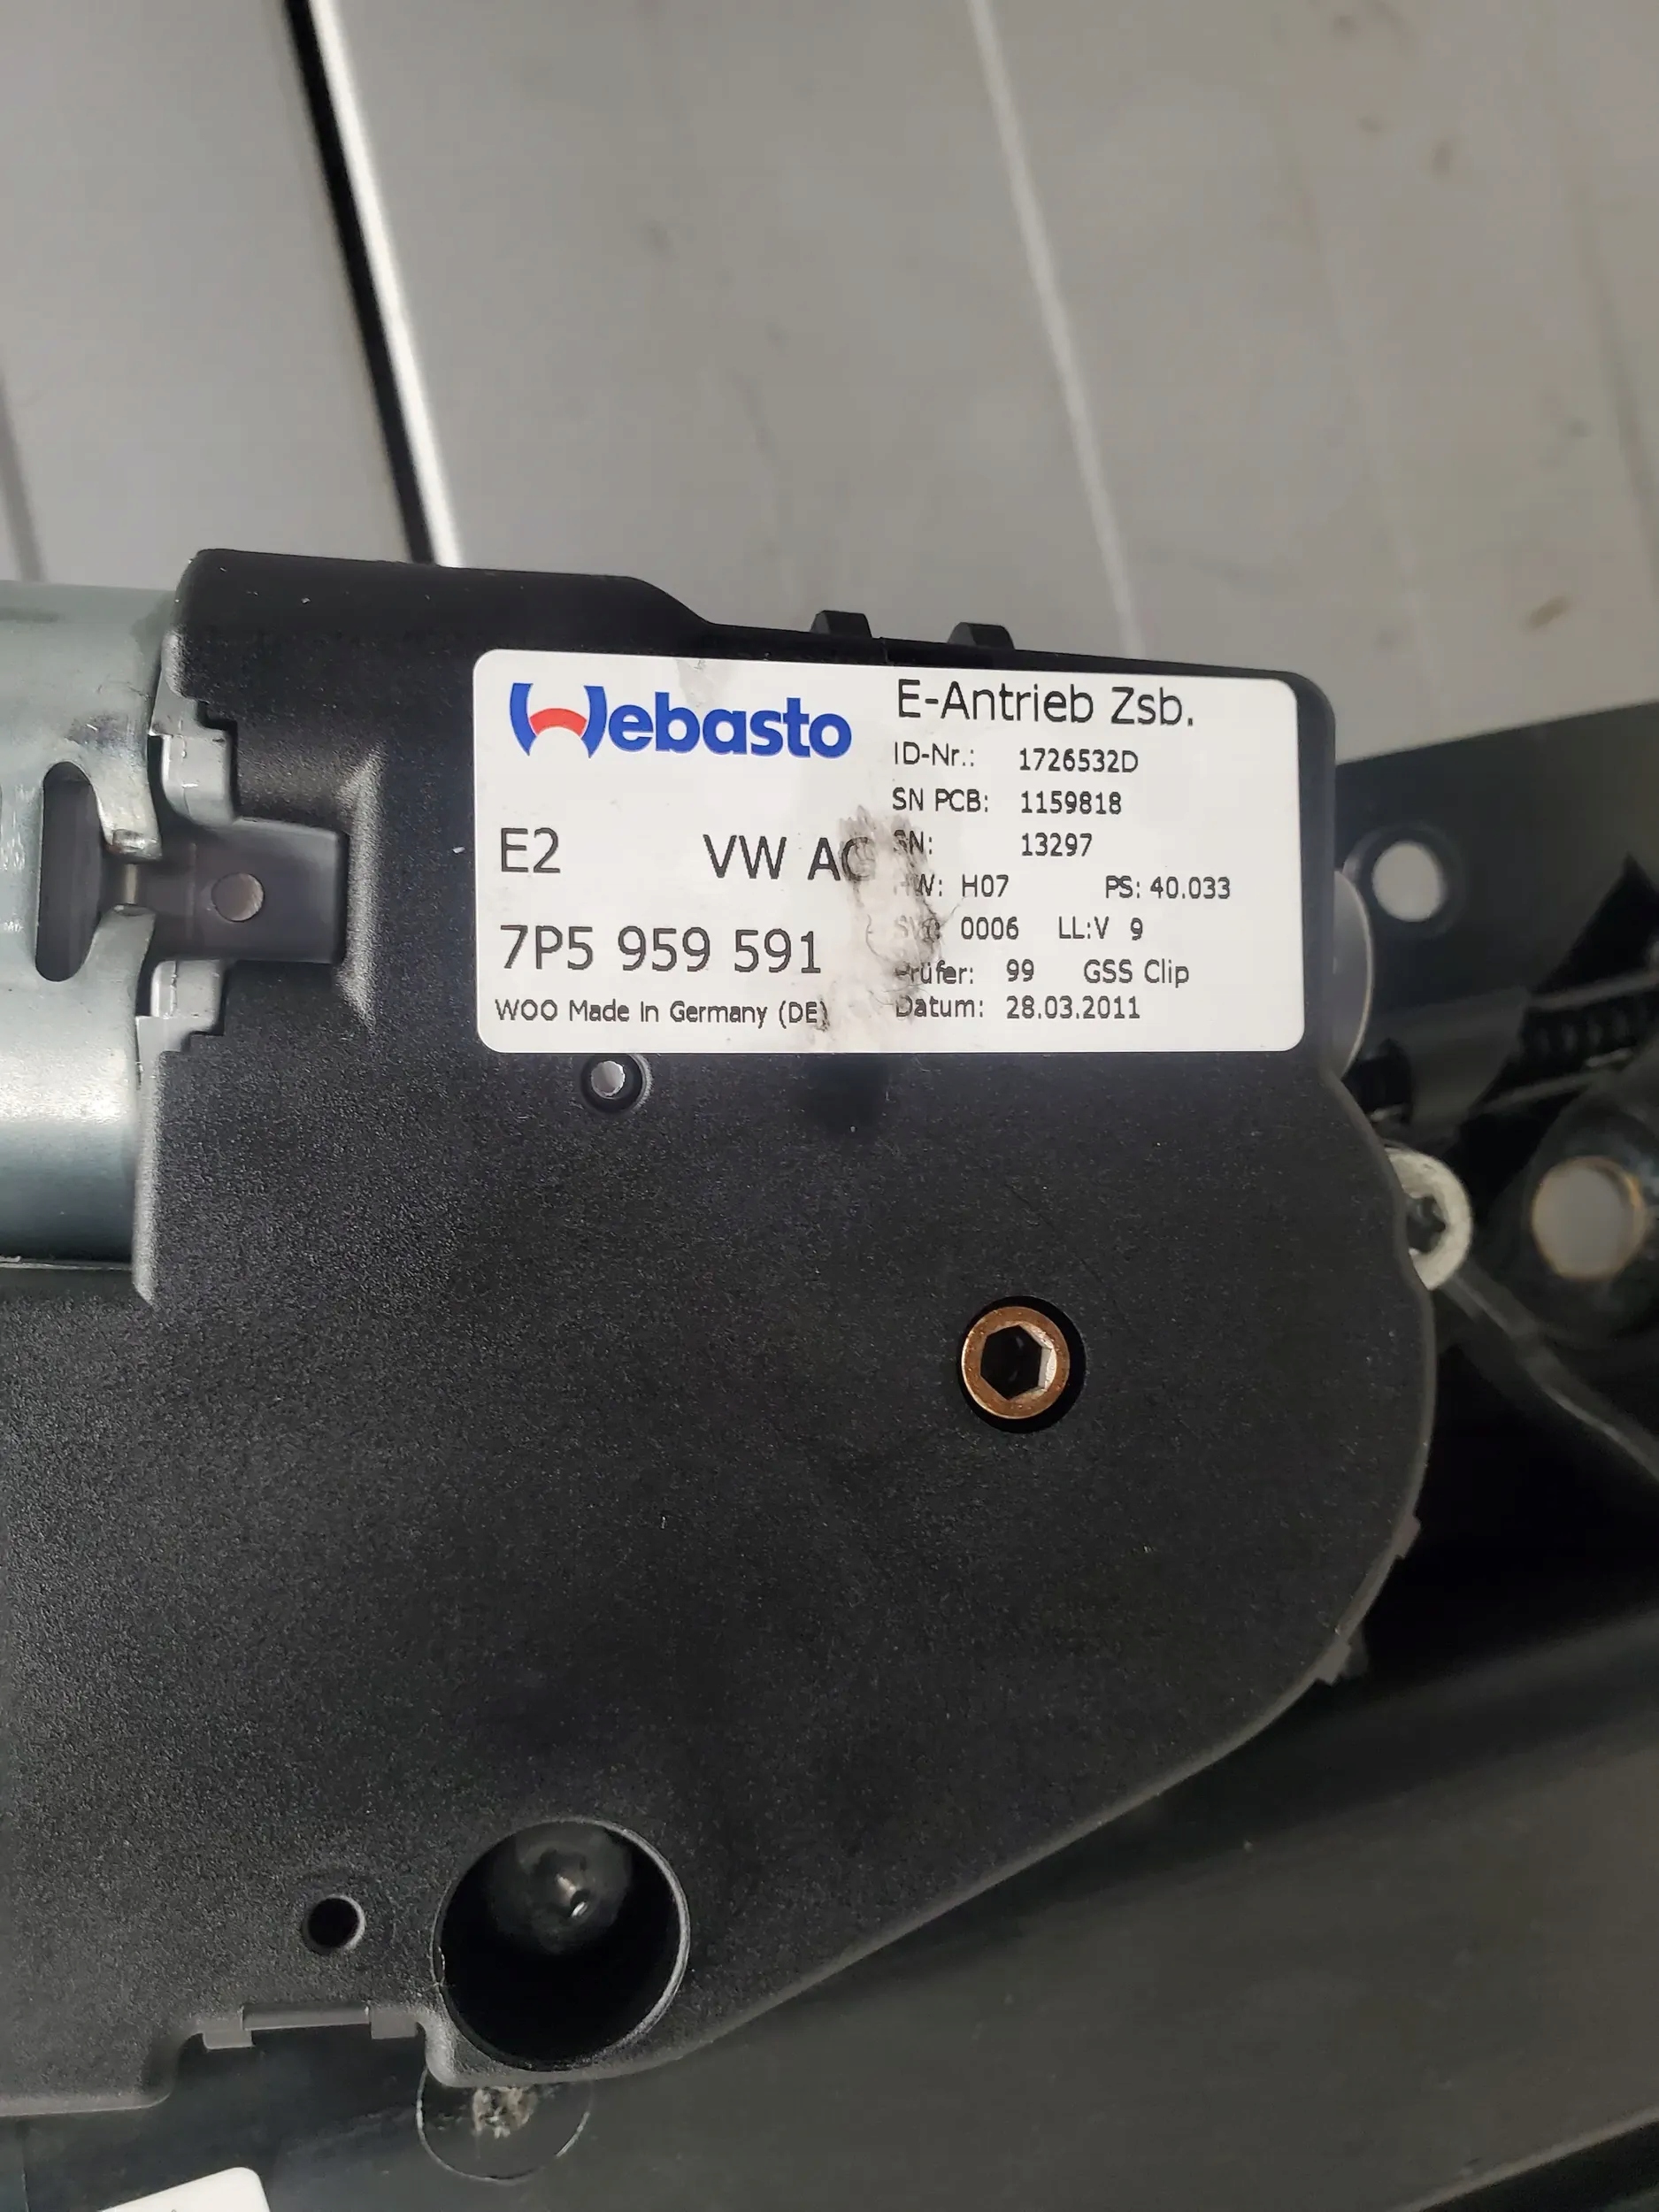 Webasto
E2 VW AG
7P5 959 591
WOO Made In Germany (DE)
E-Antrieb Zsb.
ID-Nr.: 1726532D
SN PCB: 1159818
SN: 13297
HW: H07 PS: 40.033
SW: 0006 LL:V 9
Prüfer: 99 GSS Clip
Datum: 28.03.2011